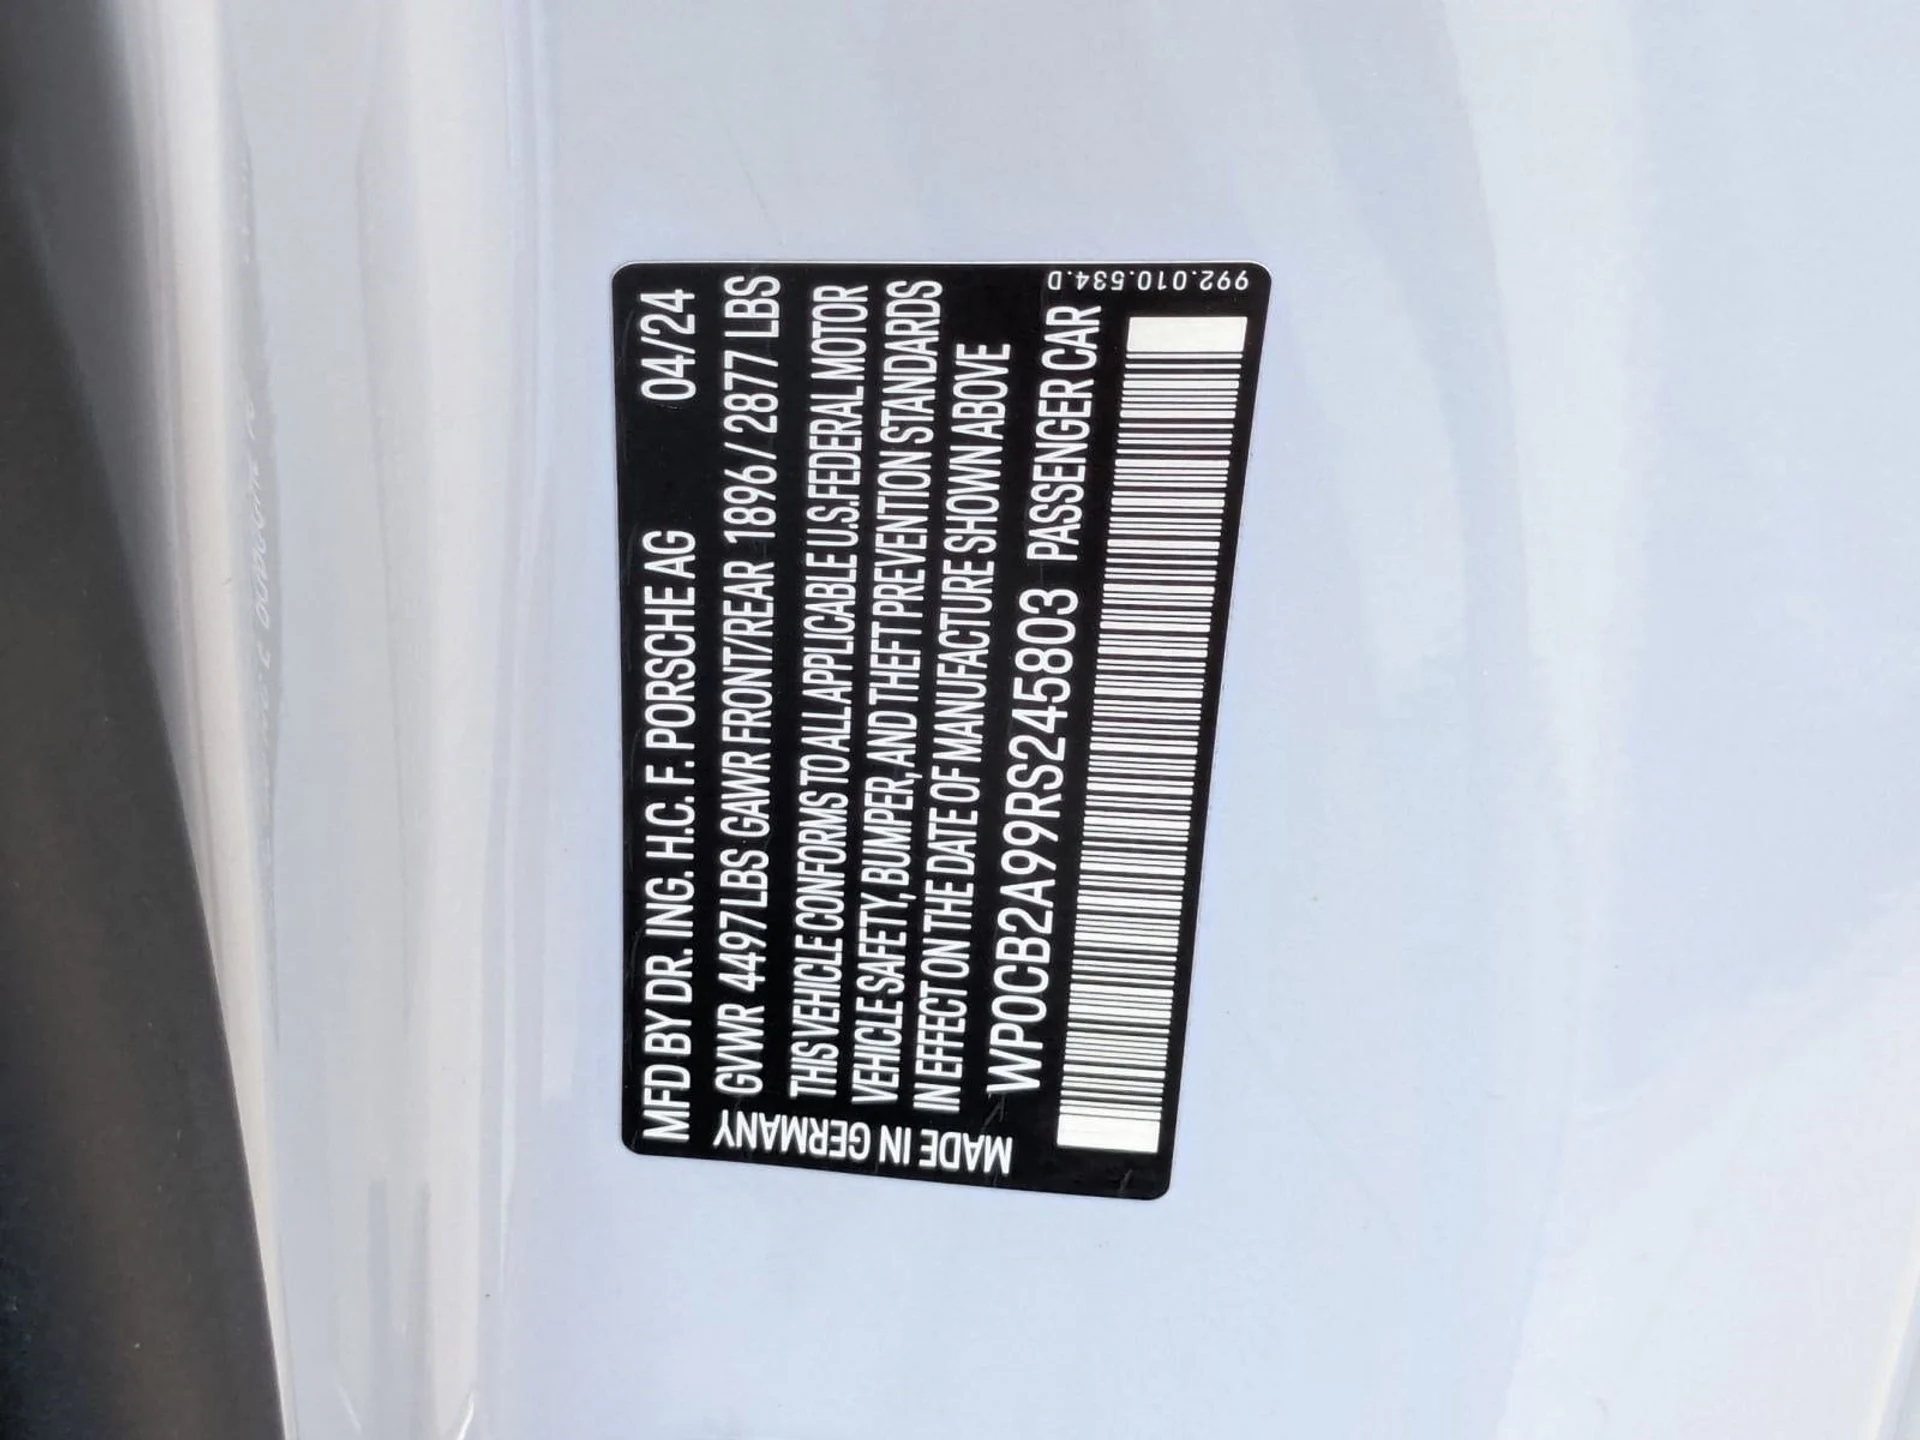 MFD BY DR. ING. H.C. F. PORSCHE AG 04/24
GVWR 4497 LBS GAWR FRONT/REAR 1896 / 2877 LBS
THIS VEHICLE CONFORMS TO ALL APPLICABLE U.S. FEDERAL MOTOR
VEHICLE SAFETY, BUMPER, AND THEFT PREVENTION STANDARDS
IN EFFECT ON THE DATE OF MANUFACTURE SHOWN ABOVE
WP0CB2A99RS245803 PASSENGER CAR
MADE IN GERMANY
992.010.534.D